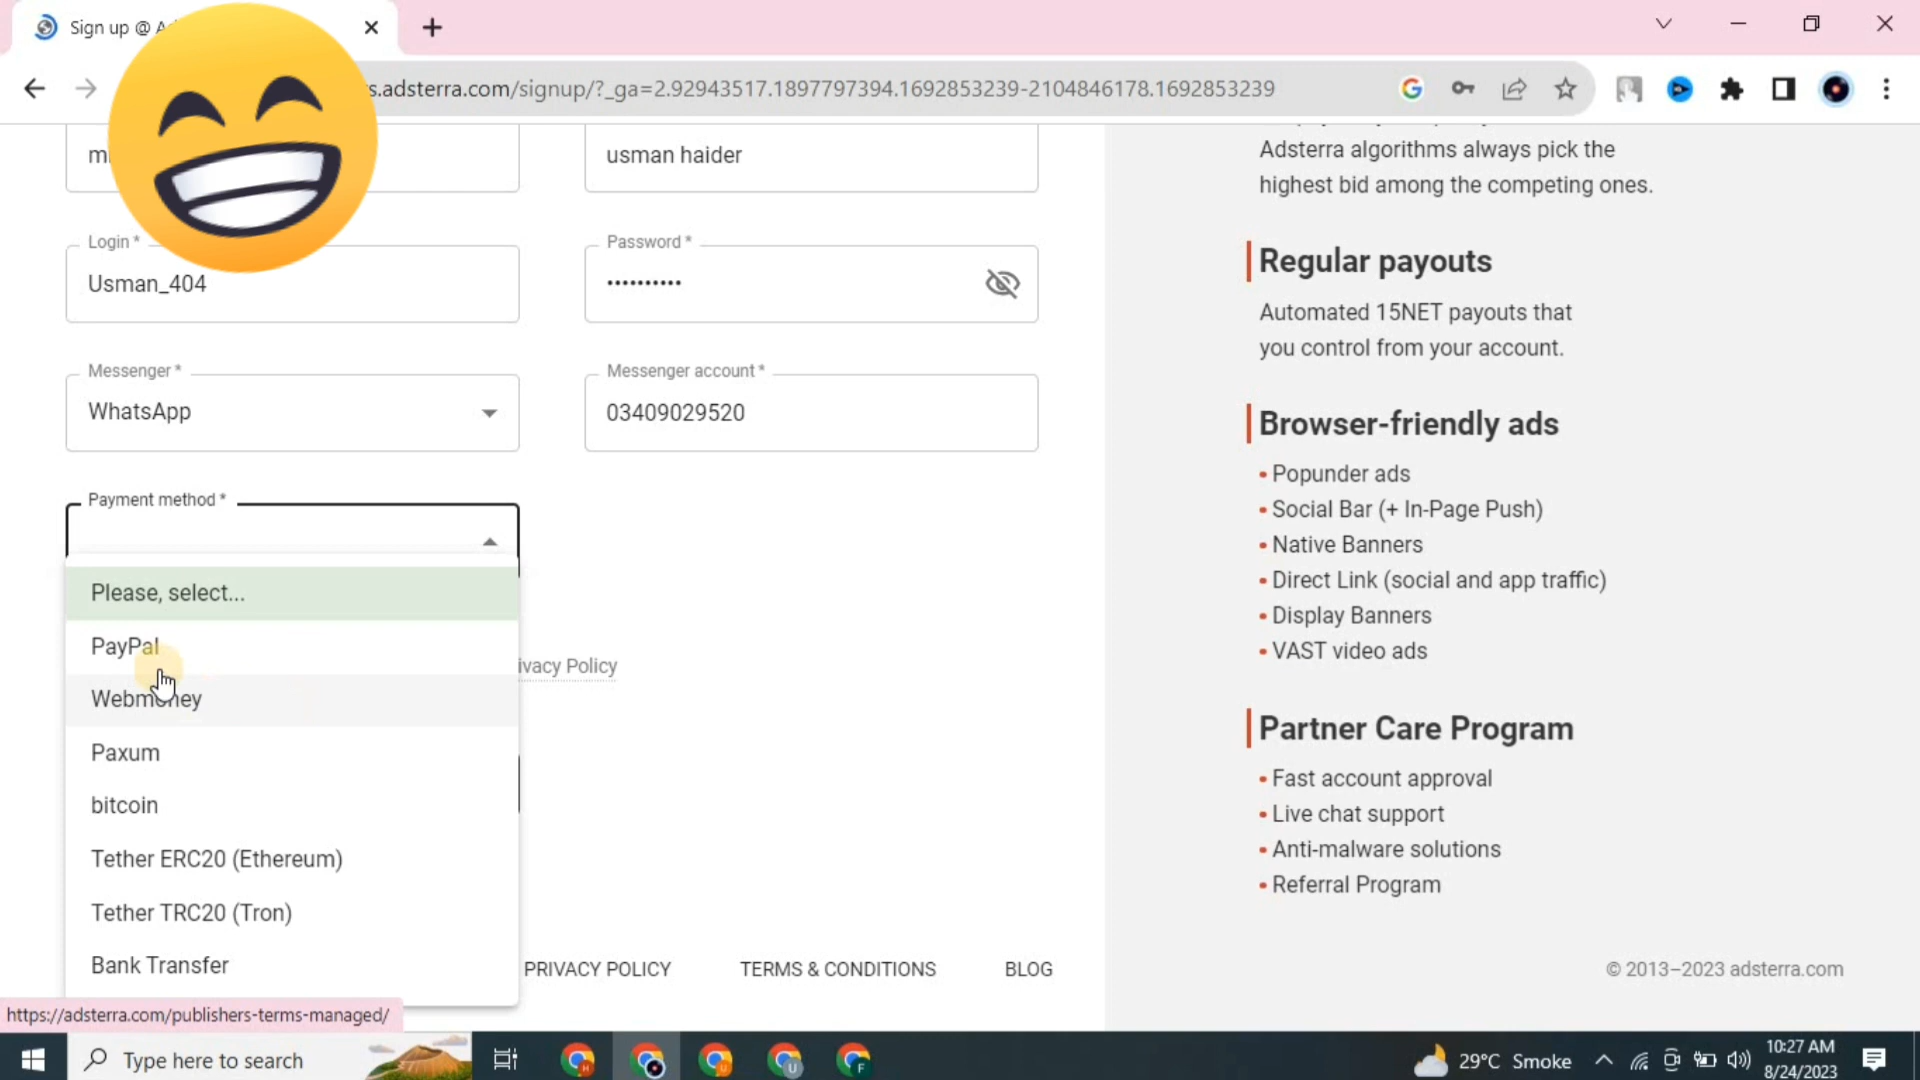 Sign up @ A
s.adsterra.com/signup/?_ga=2.92943517.1897797394.1692853239-2104846178.1692853239
usman haider
Login *
Usman_404
Password *
••••••••••
Messenger *
WhatsApp
Messenger account *
03409029520
Payment method *
Please, select...
PayPal
Webmoney
Paxum
bitcoin
Tether ERC20 (Ethereum)
Tether TRC20 (Tron)
Bank Transfer
ivacy Policy
PRIVACY POLICY
TERMS & CONDITIONS
BLOG
Adsterra algorithms always pick the
highest bid among the competing ones.
Regular payouts
Automated 15NET payouts that
you control from your account.
Browser-friendly ads
• Popunder ads
• Social Bar (+ In-Page Push)
• Native Banners
• Direct Link (social and app traffic)
• Display Banners
• VAST video ads
Partner Care Program
• Fast account approval
• Live chat support
• Anti-malware solutions
• Referral Program
© 2013–2023 adsterra.com
https://adsterra.com/publishers-terms-managed/
Type here to search
29°C Smoke
10:27 AM
8/24/2023